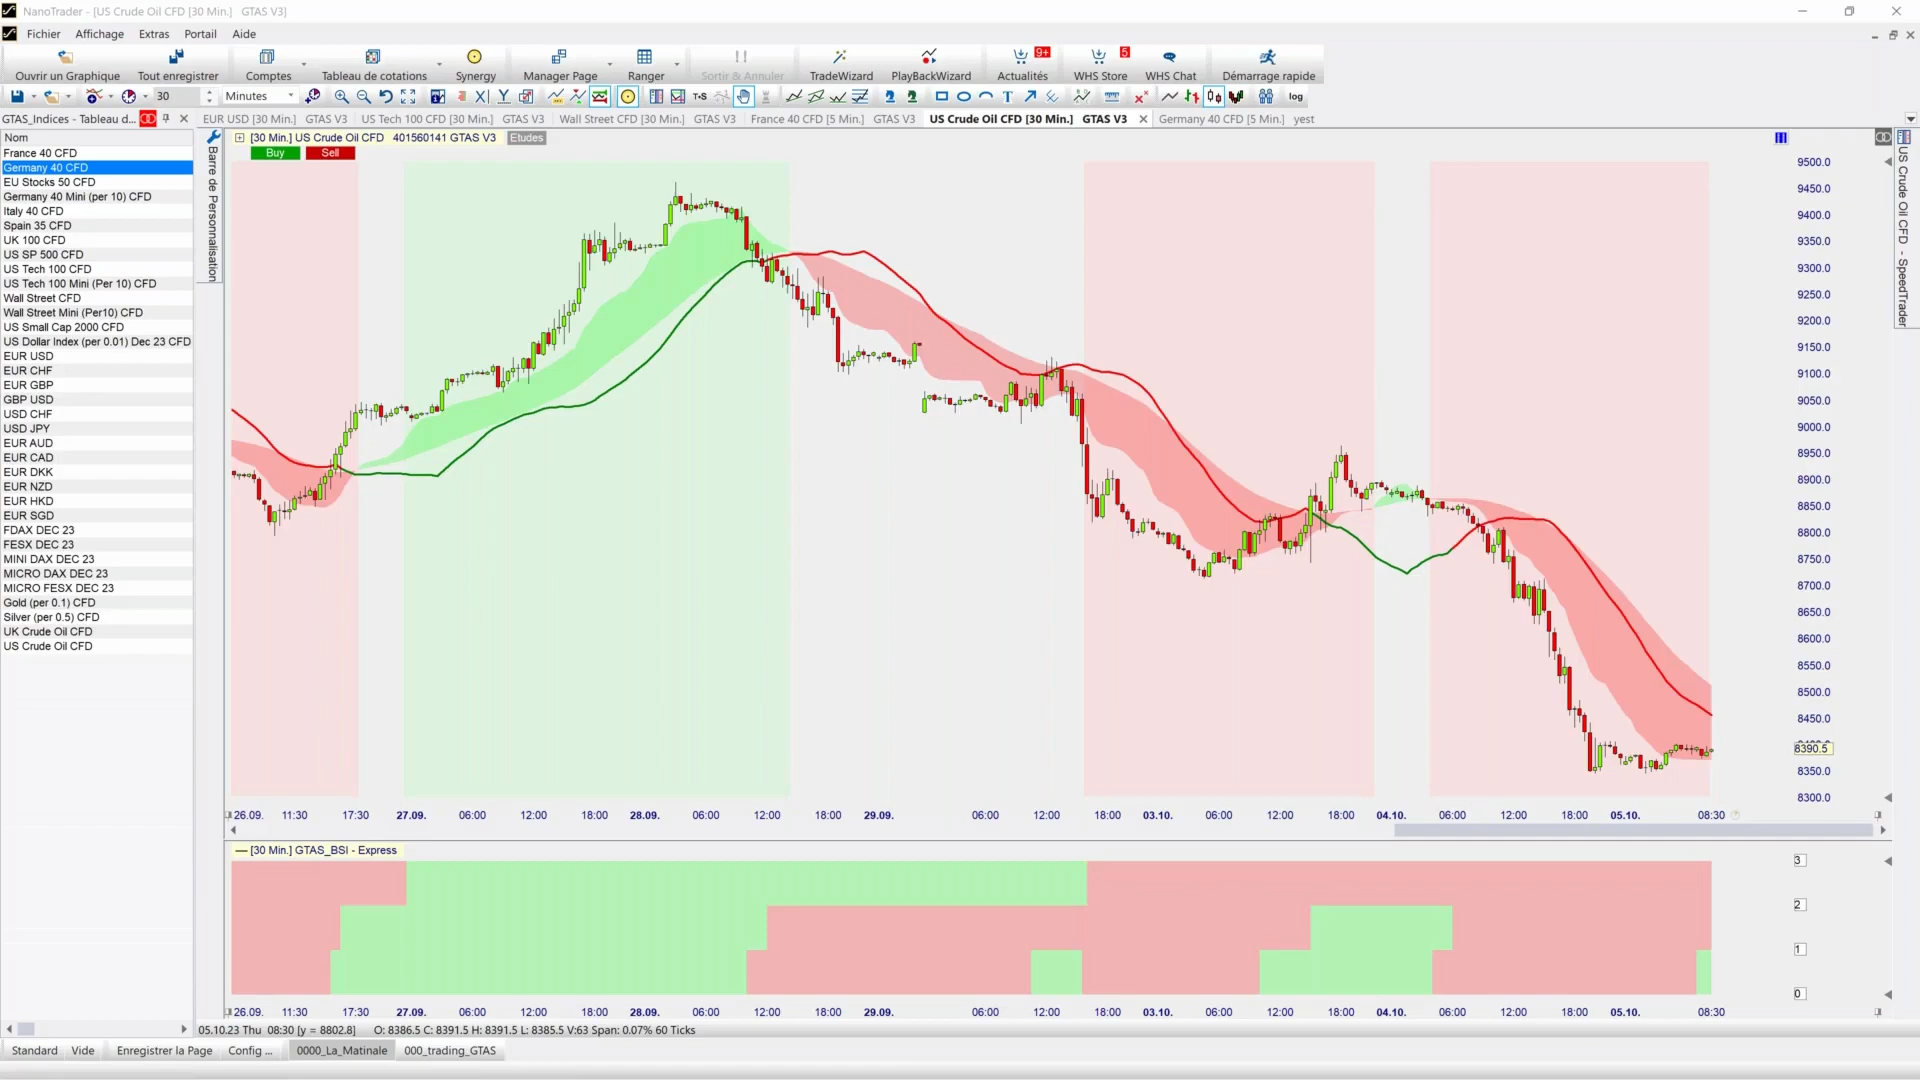 NanoTrader - [US Crude Oil CFD [30 Min.]   GTAS V3]
Fichier Affichage Extras Portail Aide
Ouvrir un Graphique Tout enregistrer Comptes Tableau de cotations Synergy Manager Page Ranger Sortir & Annuler TradeWizard PlayBackWizard 9+ Actualités 5 WHS Store WHS Chat Démarrage rapide
30 Minutes T•S T log
GTAS_Indices - Tableau d...
EUR USD [30 Min.] GTAS V3 US Tech 100 CFD [30 Min.] GTAS V3 Wall Street CFD [30 Min.] GTAS V3 France 40 CFD [5 Min.] GTAS V3 US Crude Oil CFD [30 Min.] GTAS V3 Germany 40 CFD [5 Min.] yest
Nom
France 40 CFD
Germany 40 CFD
EU Stocks 50 CFD
Germany 40 Mini (per 10) CFD
Italy 40 CFD
Spain 35 CFD
UK 100 CFD
US SP 500 CFD
US Tech 100 CFD
US Tech 100 Mini (Per 10) CFD
Wall Street CFD
Wall Street Mini (Per10) CFD
US Small Cap 2000 CFD
US Dollar Index (per 0.01) Dec 23 CFD
EUR USD
EUR CHF
EUR GBP
GBP USD
USD CHF
USD JPY
EUR AUD
EUR CAD
EUR DKK
EUR NZD
EUR HKD
EUR SGD
FDAX DEC 23
FESX DEC 23
MINI DAX DEC 23
MICRO DAX DEC 23
MICRO FESX DEC 23
Gold (per 0.1) CFD
Silver (per 0.5) CFD
UK Crude Oil CFD
US Crude Oil CFD
Barre de Personnalisation
[30 Min.] US Crude Oil CFD 401560141 GTAS V3 Etudes
Buy Sell
9500.0
9450.0
9400.0
9350.0
9300.0
9250.0
9200.0
9150.0
9100.0
9050.0
9000.0
8950.0
8900.0
8850.0
8800.0
8750.0
8700.0
8650.0
8600.0
8550.0
8500.0
8450.0
8390.5
8350.0
8300.0
US Crude Oil CFD - SpeedTrader
26.09. 11:30 17:30 27.09. 06:00 12:00 18:00 28.09. 06:00 12:00 18:00 29.09. 06:00 12:00 18:00 03.10. 06:00 12:00 18:00 04.10. 06:00 12:00 18:00 05.10. 08:30
[30 Min.] GTAS_BSI - Express
3
2
1
0
26.09. 11:30 17:30 27.09. 06:00 12:00 18:00 28.09. 06:00 12:00 18:00 29.09. 06:00 12:00 18:00 03.10. 06:00 12:00 18:00 04.10. 06:00 12:00 18:00 05.10. 08:30
05.10.23 Thu 08:30 [y = 8802.8] O: 8386.5 C: 8391.5 H: 8391.5 L: 8385.5 V:63 Span: 0.07% 60 Ticks
Standard Vide Enregistrer la Page Config ... 0000_La_Matinale 000_trading_GTAS